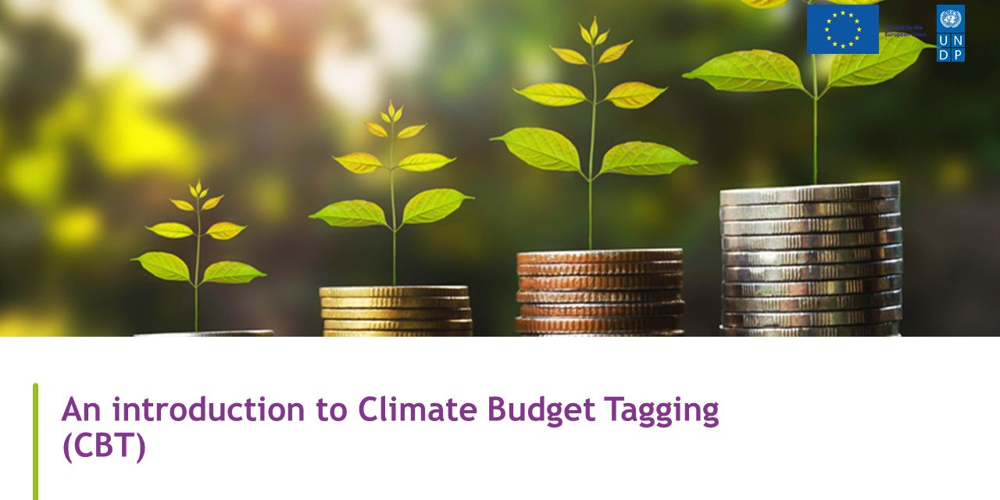 Funded by the
European Union
U N
D P
An introduction to Climate Budget Tagging
(CBT)